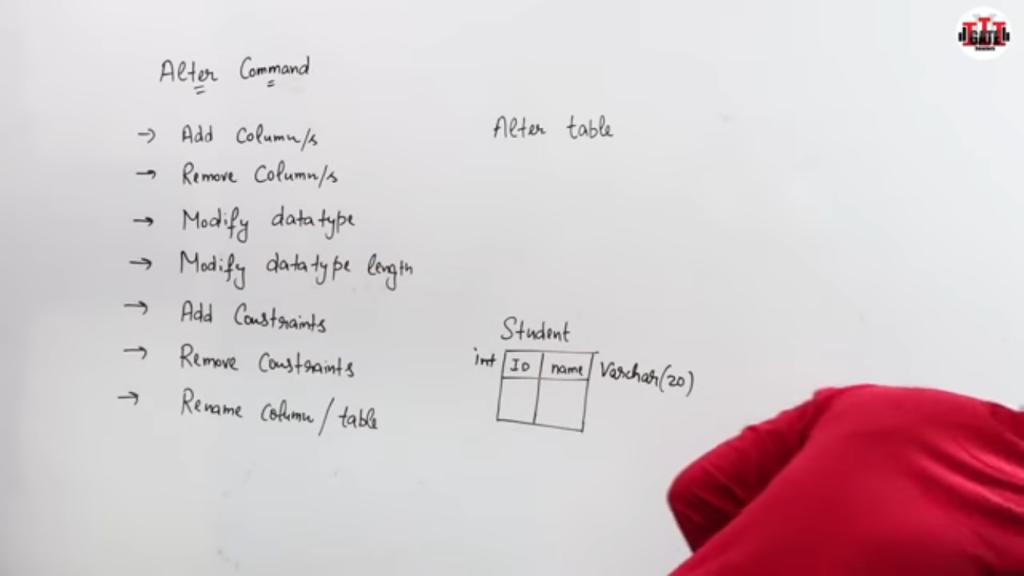 Alter Command
→ Add Column/s
→ Remove Column/s
→ Modify datatype
→ Modify datatype length
→ Add Constraints
→ Remove Constraints
→ Rename Column/table
Alter table
Student
int ID name Varchar(20)
GATE